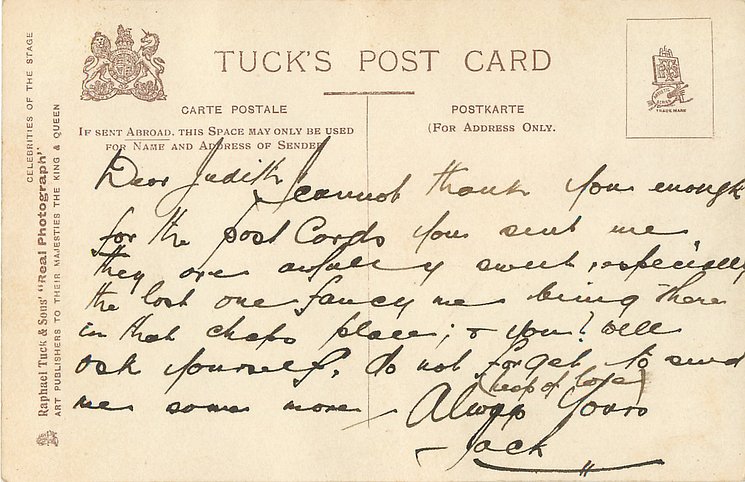 TUCK'S POST CARD
CARTE POSTALE
POSTKARTE
IF SENT ABROAD, THIS SPACE MAY ONLY BE USED
FOR NAME AND ADDRESS OF SENDER
(FOR ADDRESS ONLY.
TRADE MARK
CELEBRITIES OF THE STAGE
Raphael Tuck & Sons' "Real Photograph"
ART PUBLISHERS TO THEIR MAJESTIES THE KING & QUEEN
Dear Judith I cannot thank you enough
for the post Cards you sent me
they are awfully sweet, especially
the last one fancy me being there
in that chaps place; & you? Well
ask yourself, do not forget to send
me some more
(heap of love)
Always Yours
Jack